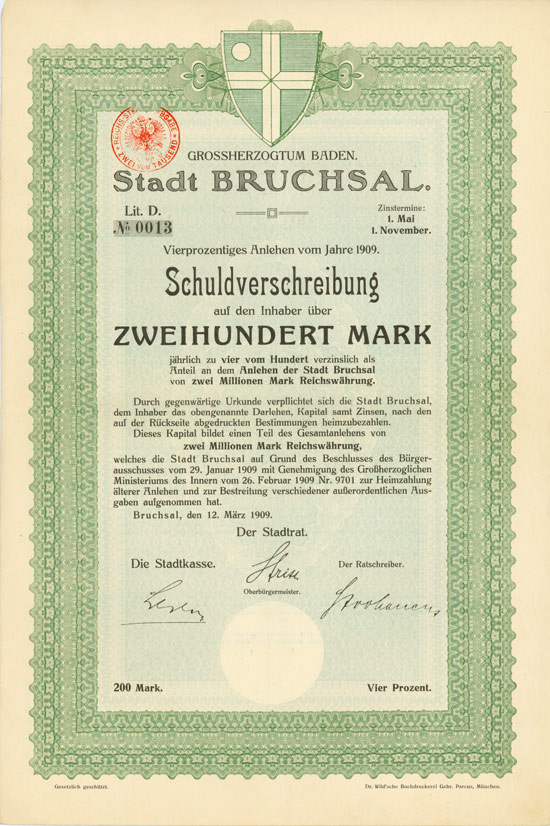 GROSSHERZOGTUM BADEN.
Stadt BRUCHSAL.
Lit. D.
№ 0013
Zinstermine:
1. Mai
1. November.
Vierprozentiges Anlehen vom Jahre 1909.
Schuldverschreibung
auf den Inhaber über
ZWEIHUNDERT MARK
jährlich zu vier vom Hundert verzinslich als
Anteil an dem Anlehen der Stadt Bruchsal
von zwei Millionen Mark Reichswährung.
Durch gegenwärtige Urkunde verpflichtet sich die Stadt Bruchsal,
dem Inhaber das obengenannte Darlehen, Kapital samt Zinsen, nach den
auf der Rückseite abgedruckten Bestimmungen heimzubezahlen.
Dieses Kapital bildet einen Teil des Gesamtanlehens von
zwei Millionen Mark Reichswährung,
welches die Stadt Bruchsal auf Grund des Beschlusses des Bürger-
ausschusses vom 29. Januar 1909 mit Genehmigung des Großherzoglichen
Ministeriums des Innern vom 26. Februar 1909 Nr. 9701 zur Heimzahlung
älterer Anlehen und zur Bestreitung verschiedener außerordentlichen Aus-
gaben aufgenommen hat.
Bruchsal, den 12. März 1909.
Der Stadtrat.
Die Stadtkasse.
Oberbürgermeister.
Der Ratschreiber.
200 Mark.
Vier Prozent.
Gesetzlich geschützt.
Dr. Wild'sche Buchdruckerei Gebr. Parcus, München.